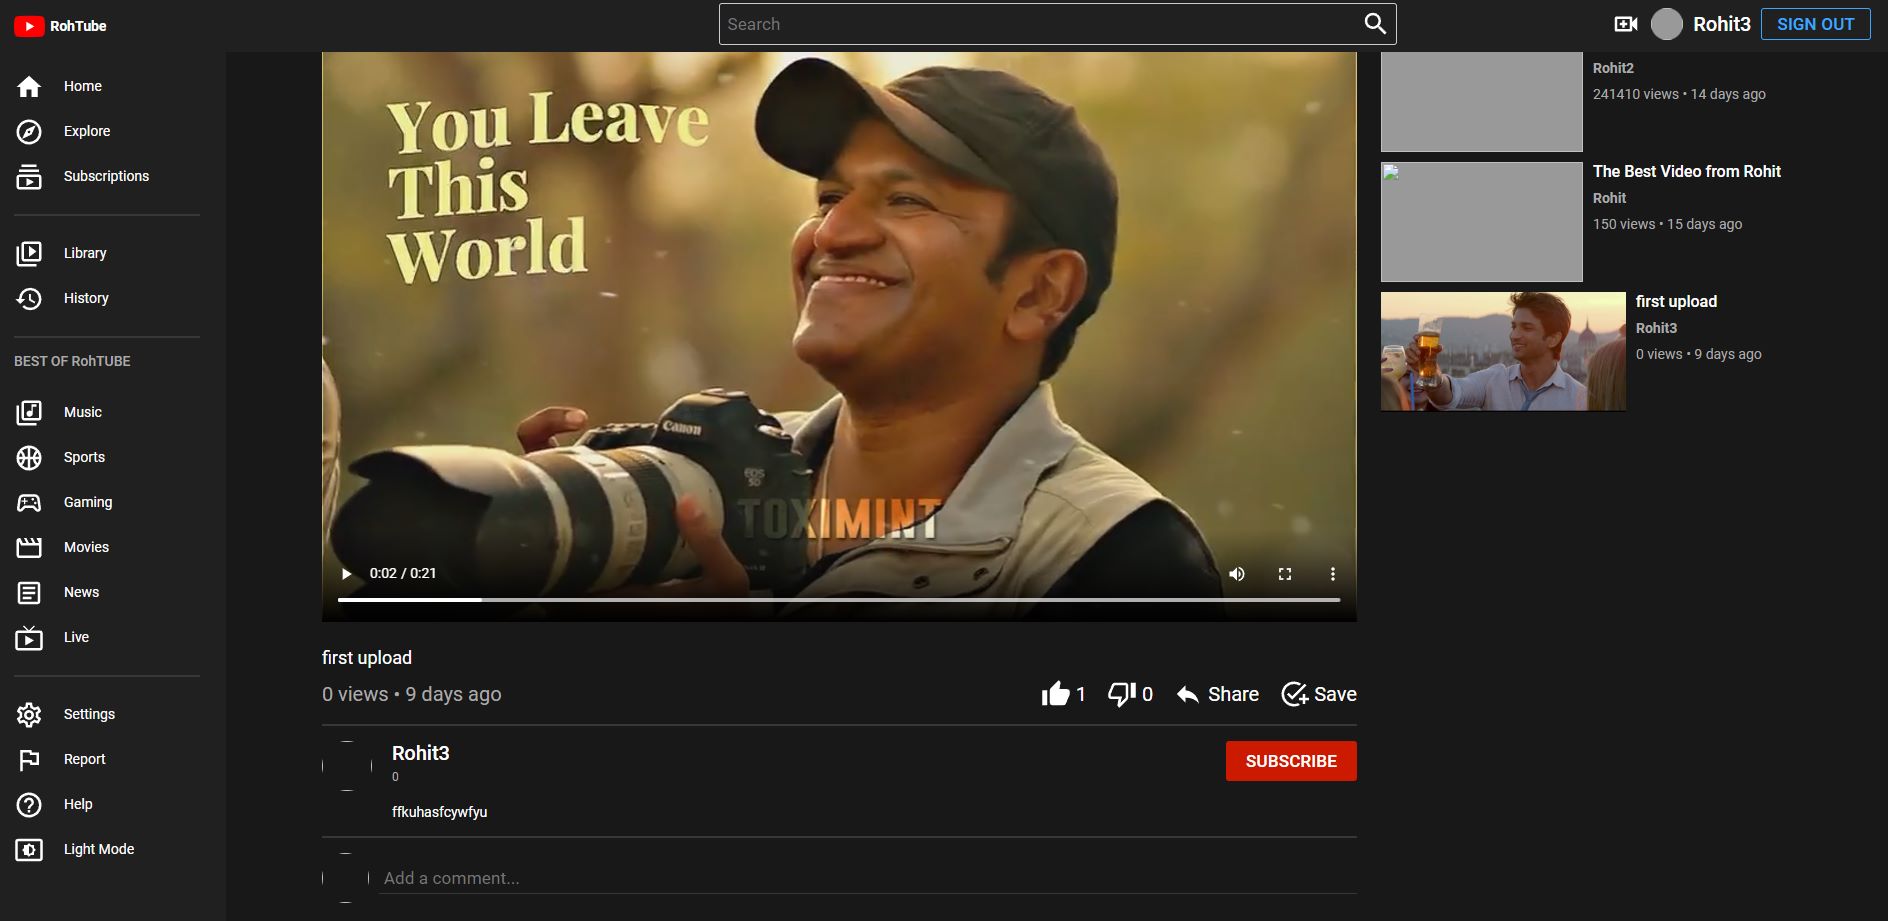 RohTube
Search
Rohit3
SIGN OUT
Home
Explore
Subscriptions
Library
History
BEST OF RohTUBE
Music
Sports
Gaming
Movies
News
Live
Settings
Report
Help
Light Mode
You Leave
This
World
Canon
EOS
5D
TOXIMINT
0:02 / 0:21
first upload
0 views • 9 days ago
1
0
Share
Save
Rohit3
0
SUBSCRIBE
ffkuhasfcywfyu
Add a comment...
Rohit2
241410 views • 14 days ago
The Best Video from Rohit
Rohit
150 views • 15 days ago
first upload
Rohit3
0 views • 9 days ago